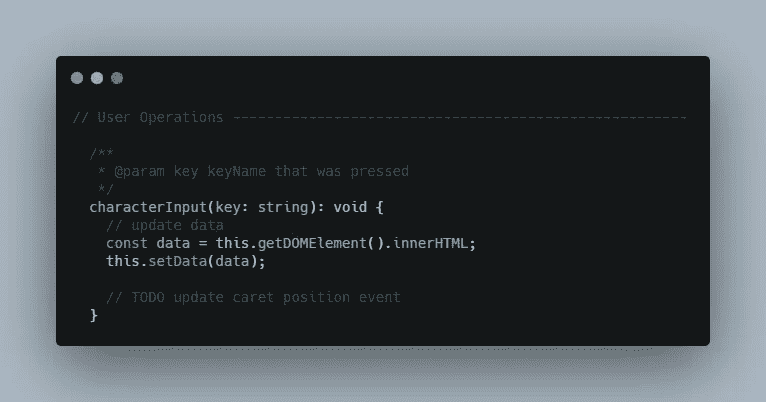 // User Operations ------------------------------------------------------
/**
* @param key keyName that was pressed
*/
characterInput(key: string): void {
// update data
const data = this.getDOMElement().innerHTML;
this.setData(data);
// TODO update caret position event
}